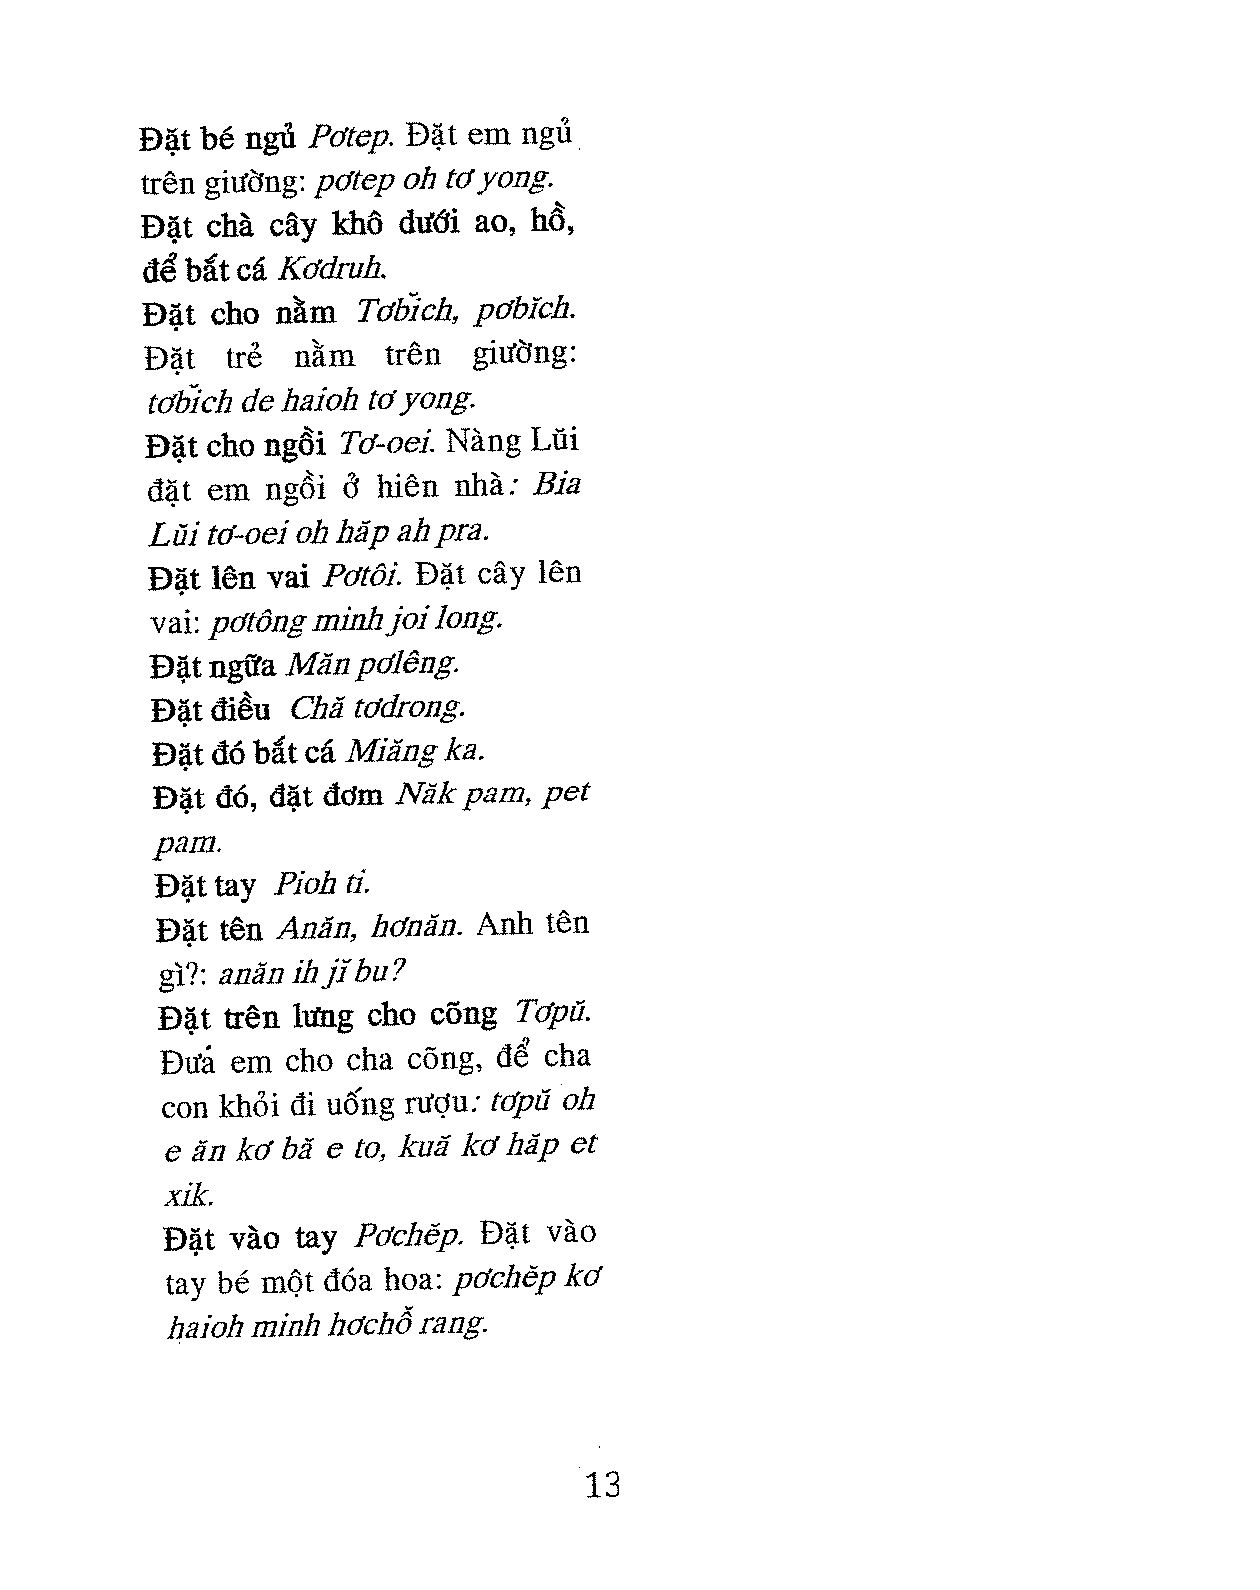 Đặt bé ngủ Pơtep. Đặt em ngủ
trên giường: pơtep oh tơ yong.
Đặt chà cây khô dưới ao, hồ,
để bắt cá Kơdruh.
Đặt cho nằm Tơbĭch, pơbĭch.
Đặt trẻ nằm trên giường:
tơbĭch de haioh tơ yong.
Đặt cho ngồi Tơ-oei. Nàng Lŭi
đặt em ngồi ở hiên nhà: Bia
Lŭi tơ-oei oh hăp ah pra.
Đặt lên vai Pơtôi. Đặt cây lên
vai: pơtông minh joi long.
Đặt ngữa Măn pơlêng.
Đặt điều Chă tơdrong.
Đặt đó bắt cá Miăng ka.
Đặt đó, đặt đơm Năk pam, pet
pam.
Đặt tay Pioh ti.
Đặt tên Anăn, hơnăn. Anh tên
gì?: anăn ih jĭ bu?
Đặt trên lưng cho cõng Tơpŭ.
Đưá em cho cha cõng, để cha
con khỏi đi uống rượu: tơpŭ oh
e ăn kơ bă e to, kuă kơ hăp et
xik.
Đặt vào tay Pơchĕp. Đặt vào
tay bé một đóa hoa: pơchĕp kơ
haioh minh hơchô̆ rang.
13